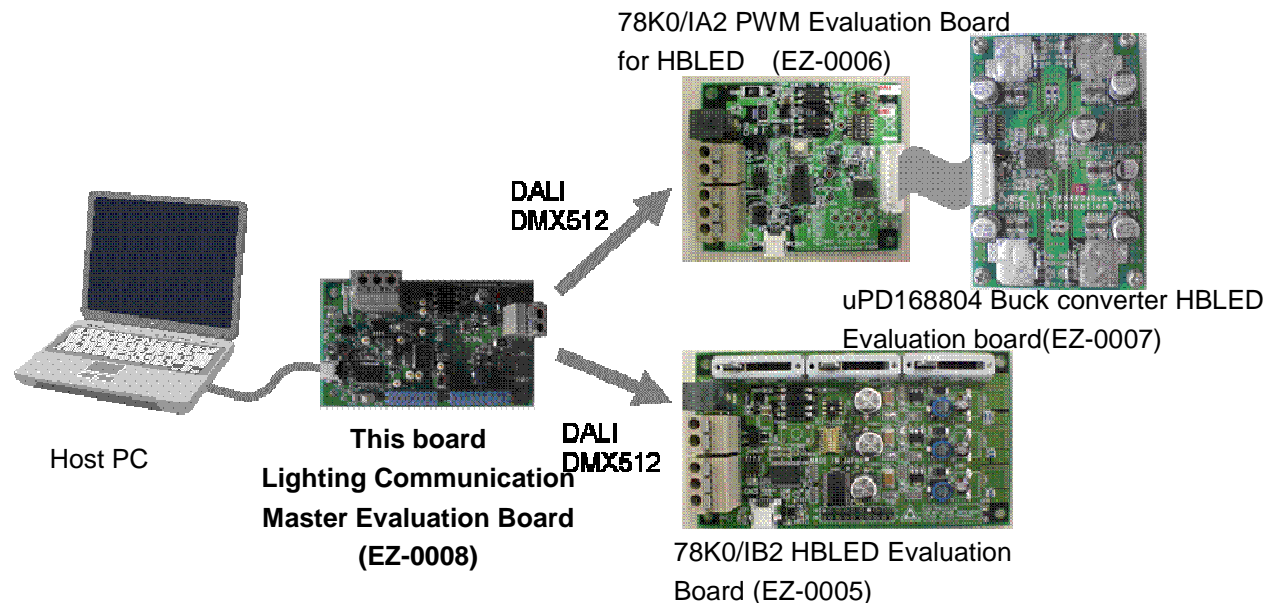 78K0/IA2 PWM Evaluation Board
for HBLED (EZ-0006)
DALI
DMX512
uPD168804 Buck converter HBLED
Evaluation board(EZ-0007)
Host PC
This board
Lighting Communication
Master Evaluation Board
(EZ-0008)
DALI
DMX512
78K0/IB2 HBLED Evaluation
Board (EZ-0005)